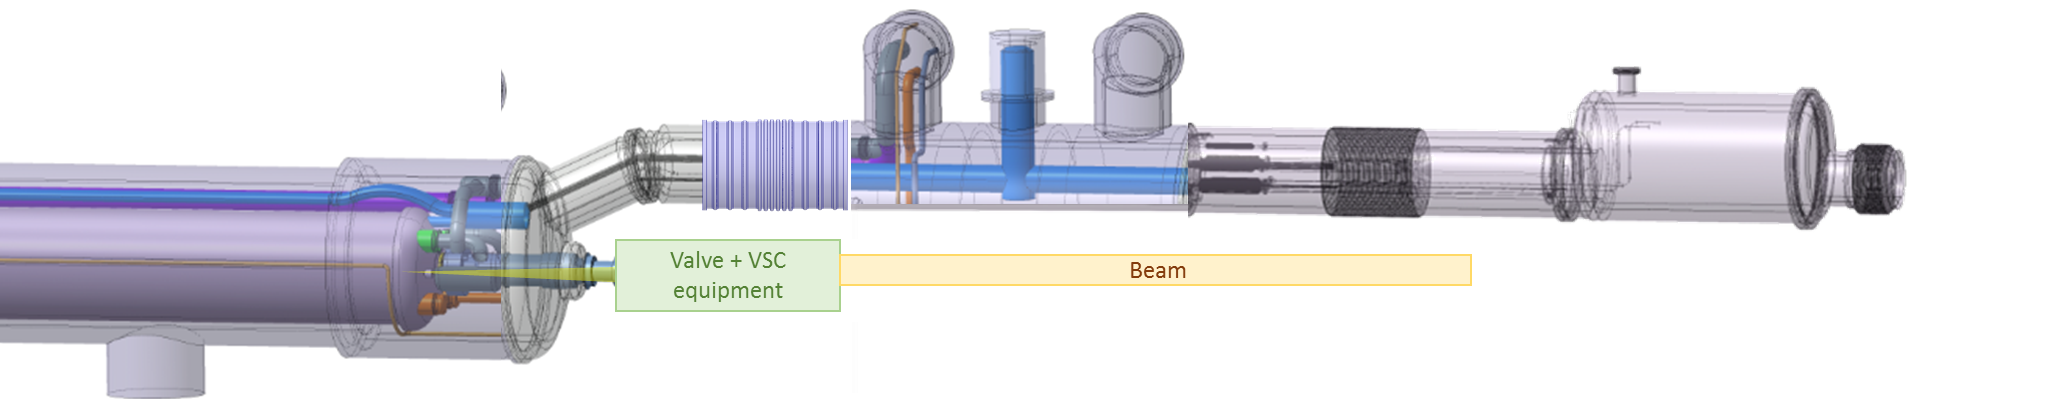 Valve + VSC
equipment
Beam